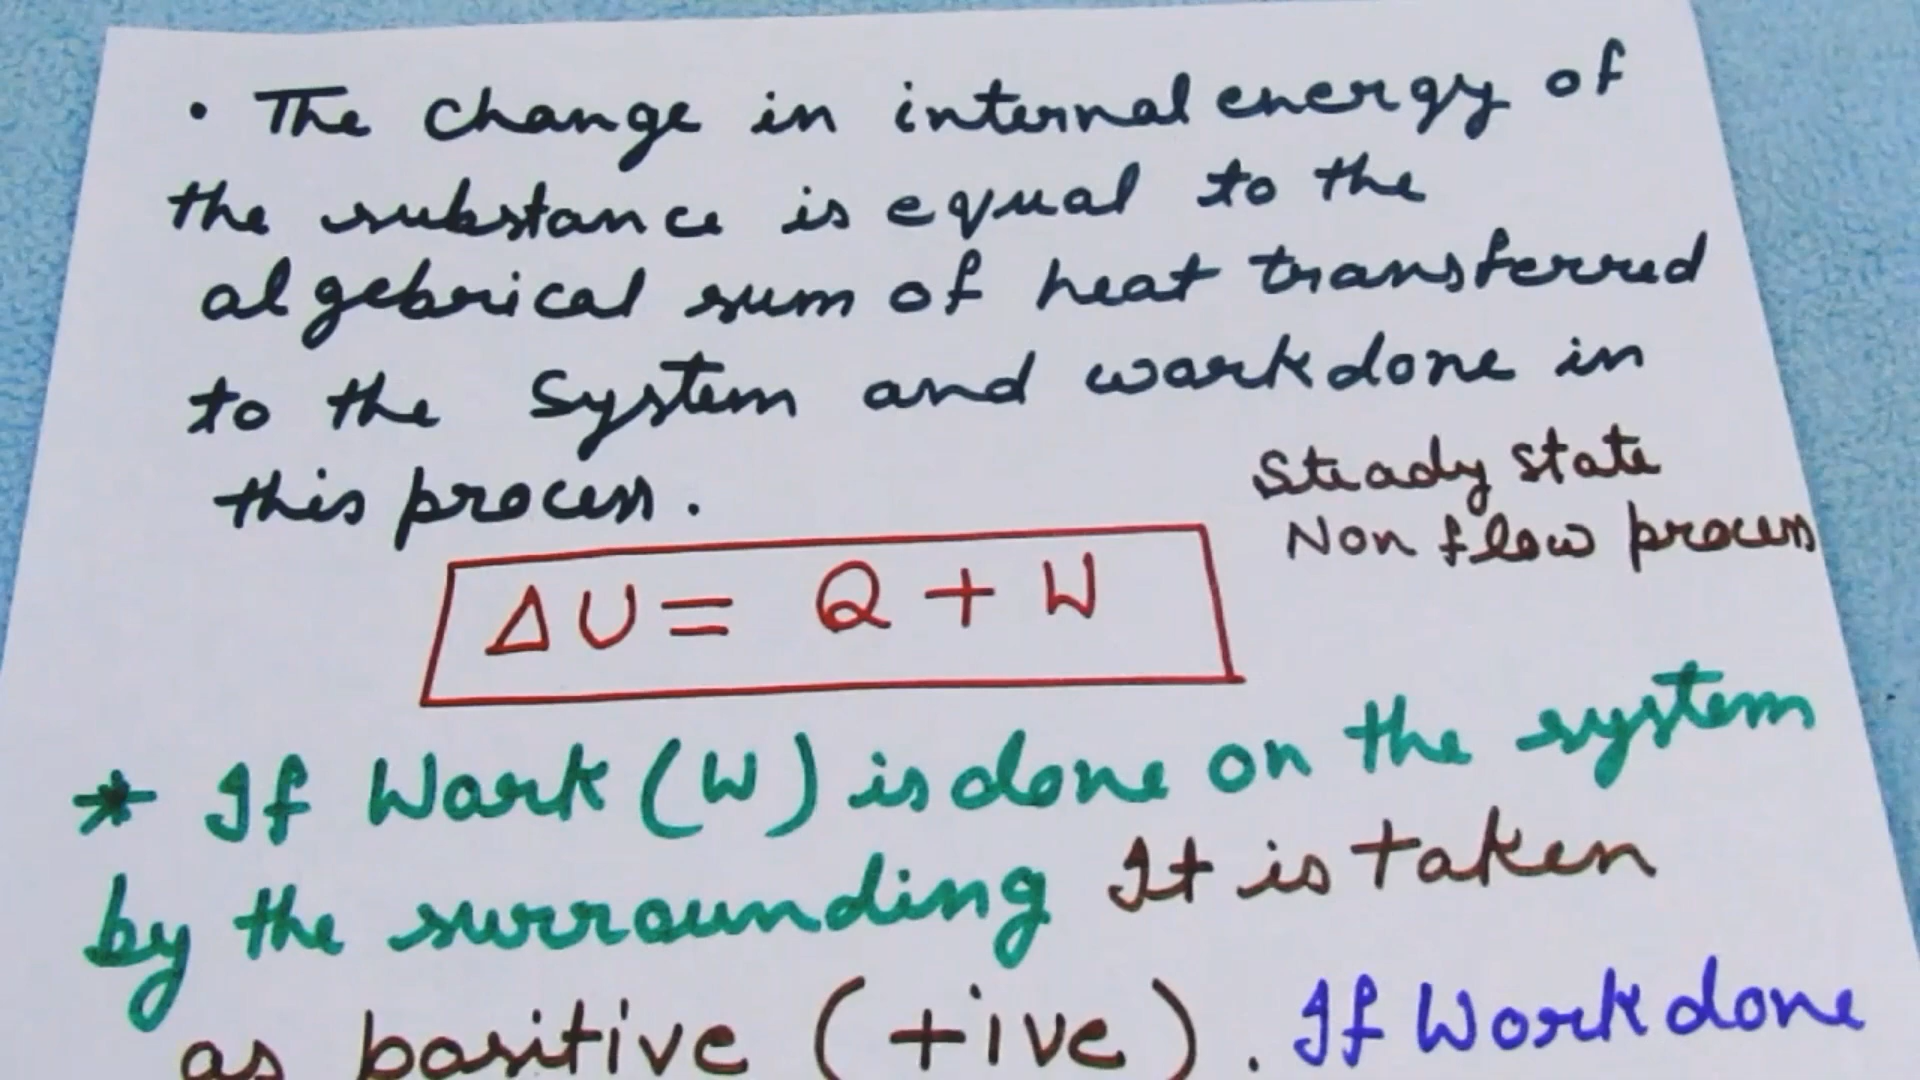 • The change in internal energy of
the substance is equal to the
algebrical sum of heat transferred
to the System and workdone in
this process.
Steady state
Non flow process
ΔU = Q + W
* If Work (W) is done on the system
by the surrounding It is taken
as positive (+ive). If Work done